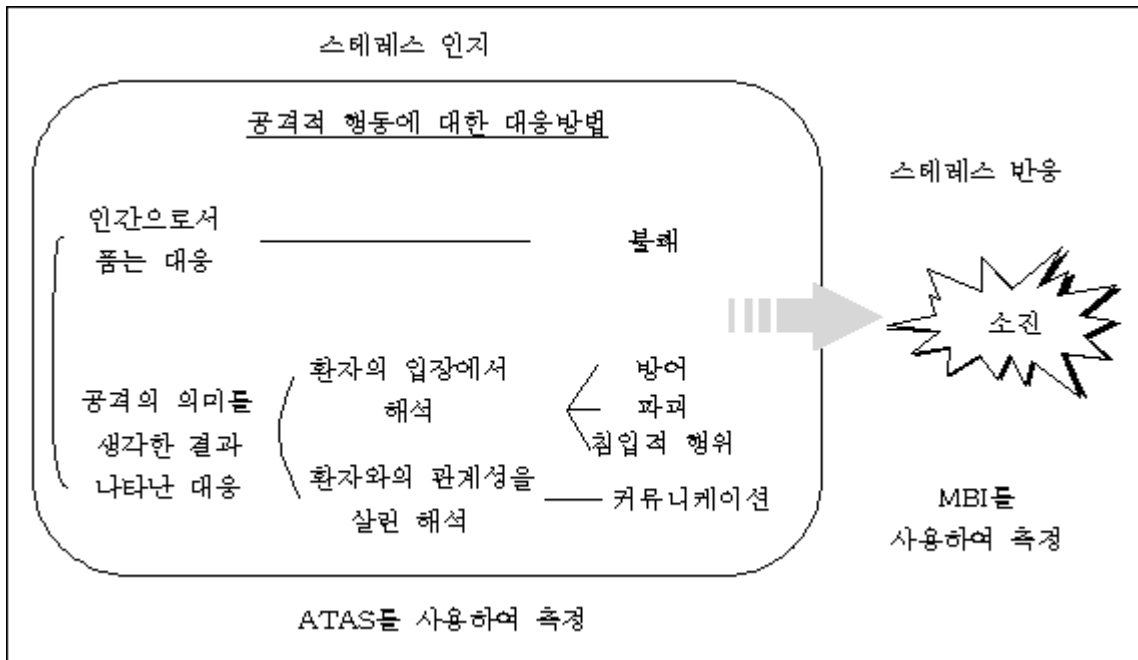 스테레스 인지
공격적 행동에 대한 대응방법
스테레스 반응
인간으로서
품는 대응
불쾌
소진
환자의 입장에서
해석
방어
파괴
침입적 행위
공격의 의미를
생각한 결과
나타난 대응
환자와의 관계성을
살린 해석
커뮤니케이션
MBI를
사용하여 측정
ATAS를 사용하여 측정